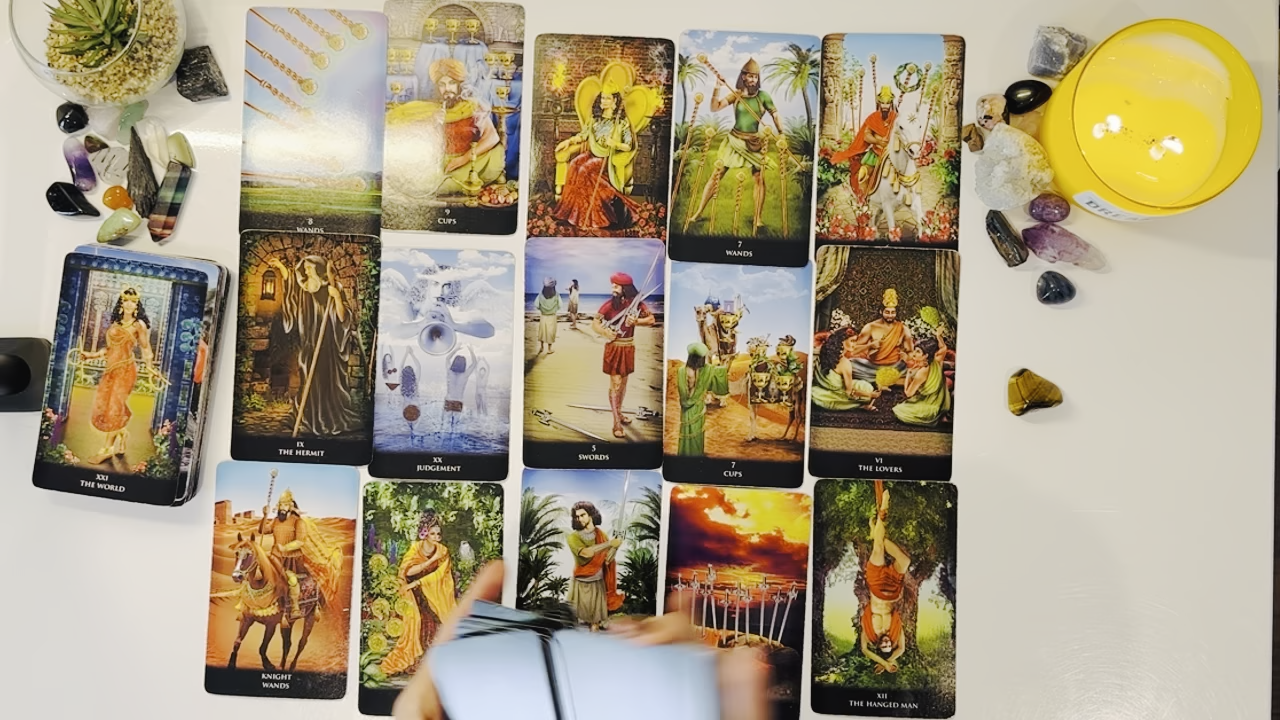 8
WANDS
9
CUPS
7
WANDS
IX
THE HERMIT
XX
JUDGEMENT
5
SWORDS
7
CUPS
VI
THE LOVERS
XXI
THE WORLD
KNIGHT
WANDS
XII
THE HANGED MAN